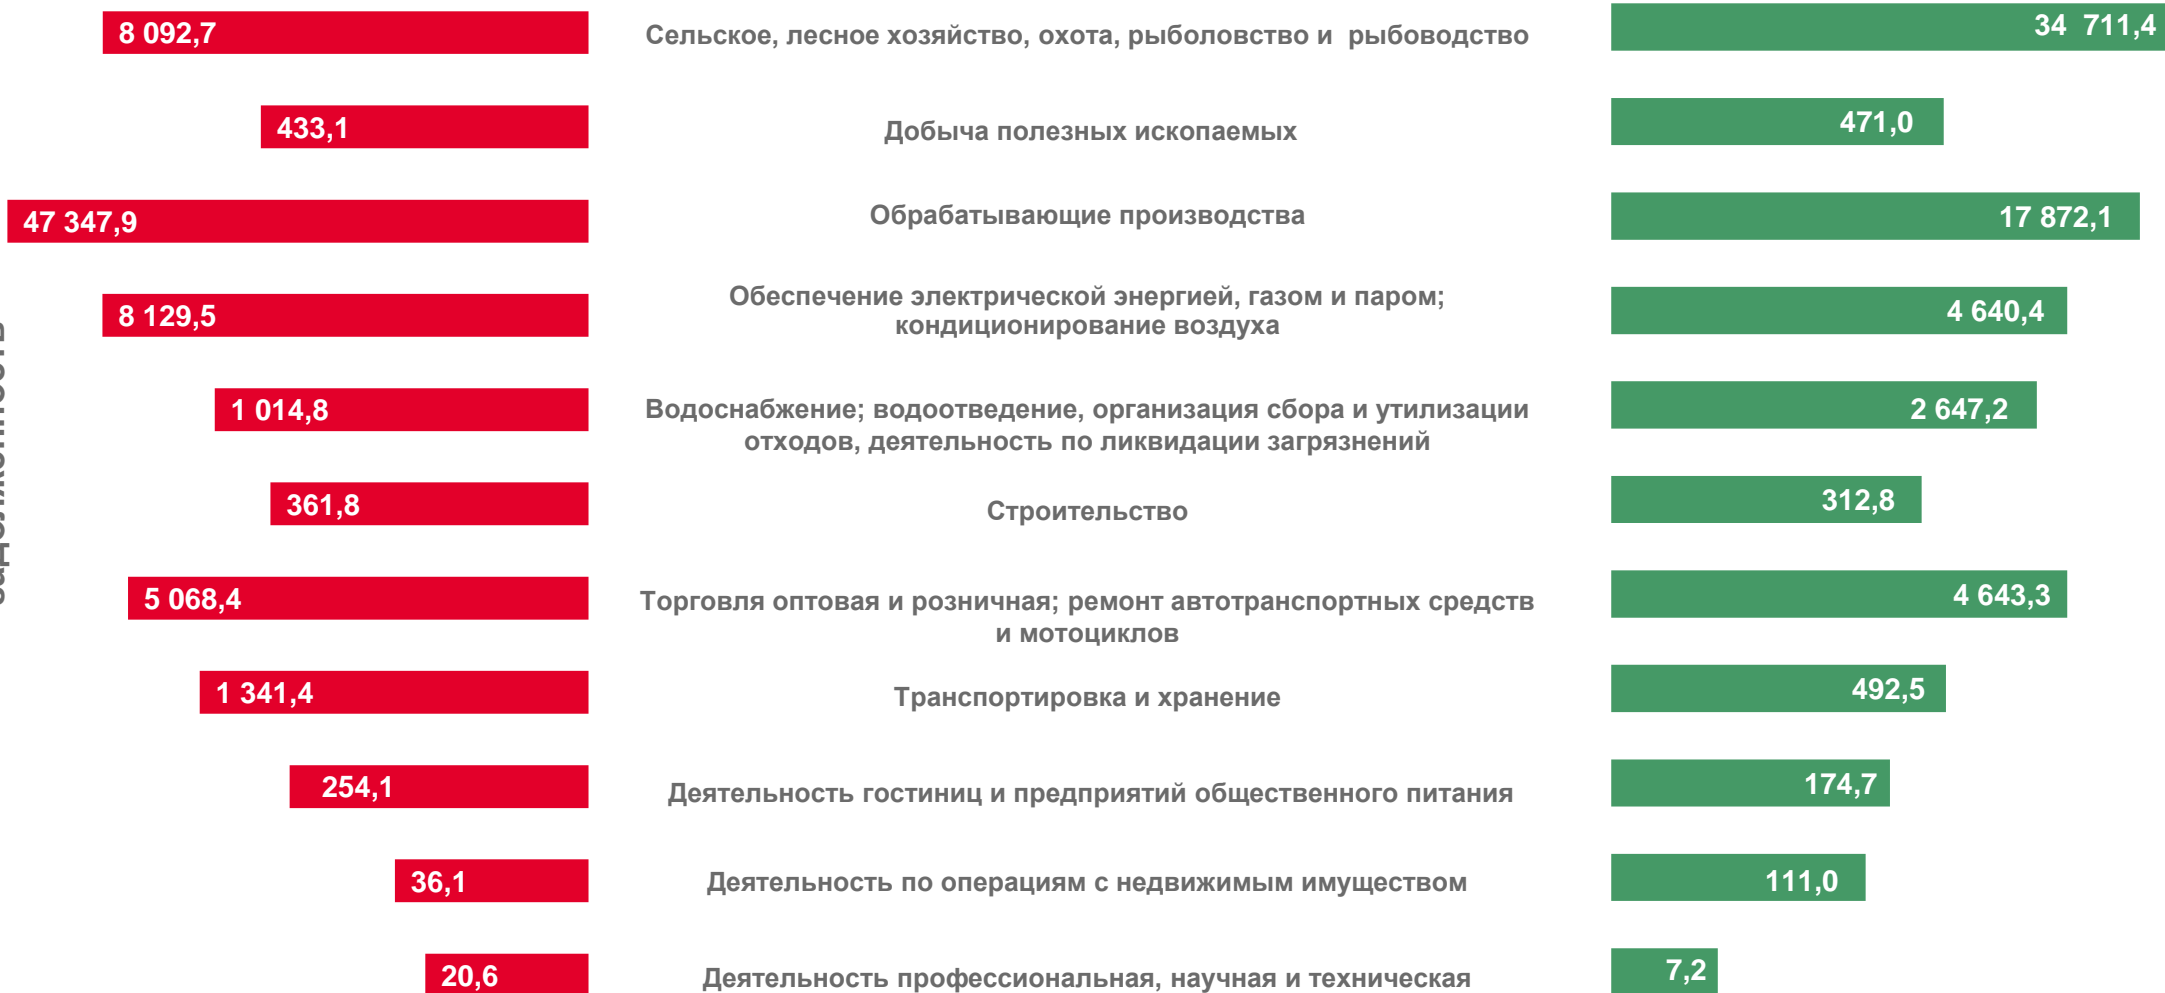 8 092,7
Сельское, лесное хозяйство, охота, рыболовство и рыбоводство
34 711,4
433,1
Добыча полезных ископаемых
471,0
47 347,9
Обрабатывающие производства
17 872,1
8 129,5
Обеспечение электрической энергией, газом и паром;
кондиционирование воздуха
4 640,4
1 014,8
Водоснабжение; водоотведение, организация сбора и утилизации
отходов, деятельность по ликвидации загрязнений
2 647,2
361,8
Строительство
312,8
5 068,4
Торговля оптовая и розничная; ремонт автотранспортных средств
и мотоциклов
4 643,3
1 341,4
Транспортировка и хранение
492,5
254,1
Деятельность гостиниц и предприятий общественного питания
174,7
36,1
Деятельность по операциям с недвижимым имуществом
111,0
20,6
Деятельность профессиональная, научная и техническая
7,2